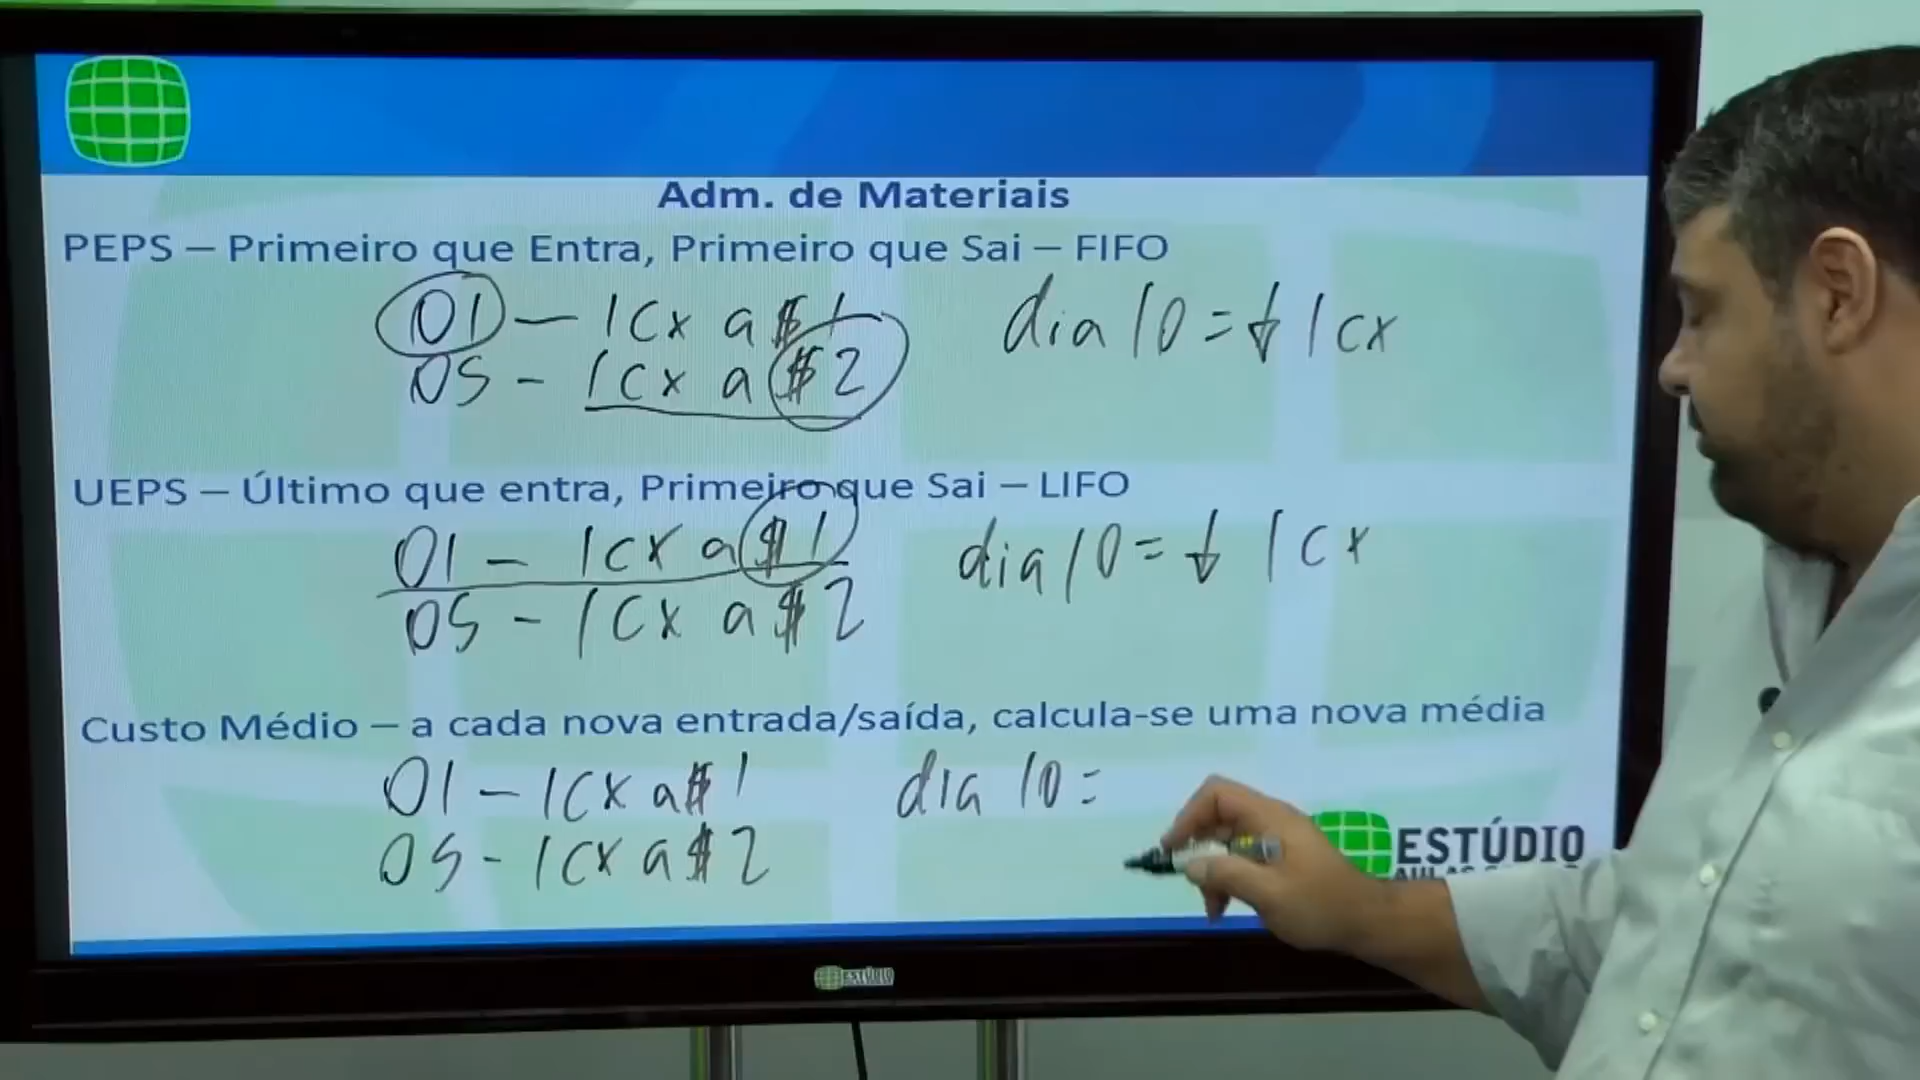 Adm. de Materiais
PEPS – Primeiro que Entra, Primeiro que Sai – FIFO
01 – 1cx a $1 dia 10 = ↓ 1cx
05 – 1cx a $2
UEPS – Último que entra, Primeiro que Sai – LIFO
01 – 1cx a $1 dia 10 = ↓ 1cx
05 – 1cx a $2
Custo Médio – a cada nova entrada/saída, calcula-se uma nova média
01 – 1cx a $1 dia 10 =
05 – 1cx a $2
ESTÚDIO
ESTÚDIO